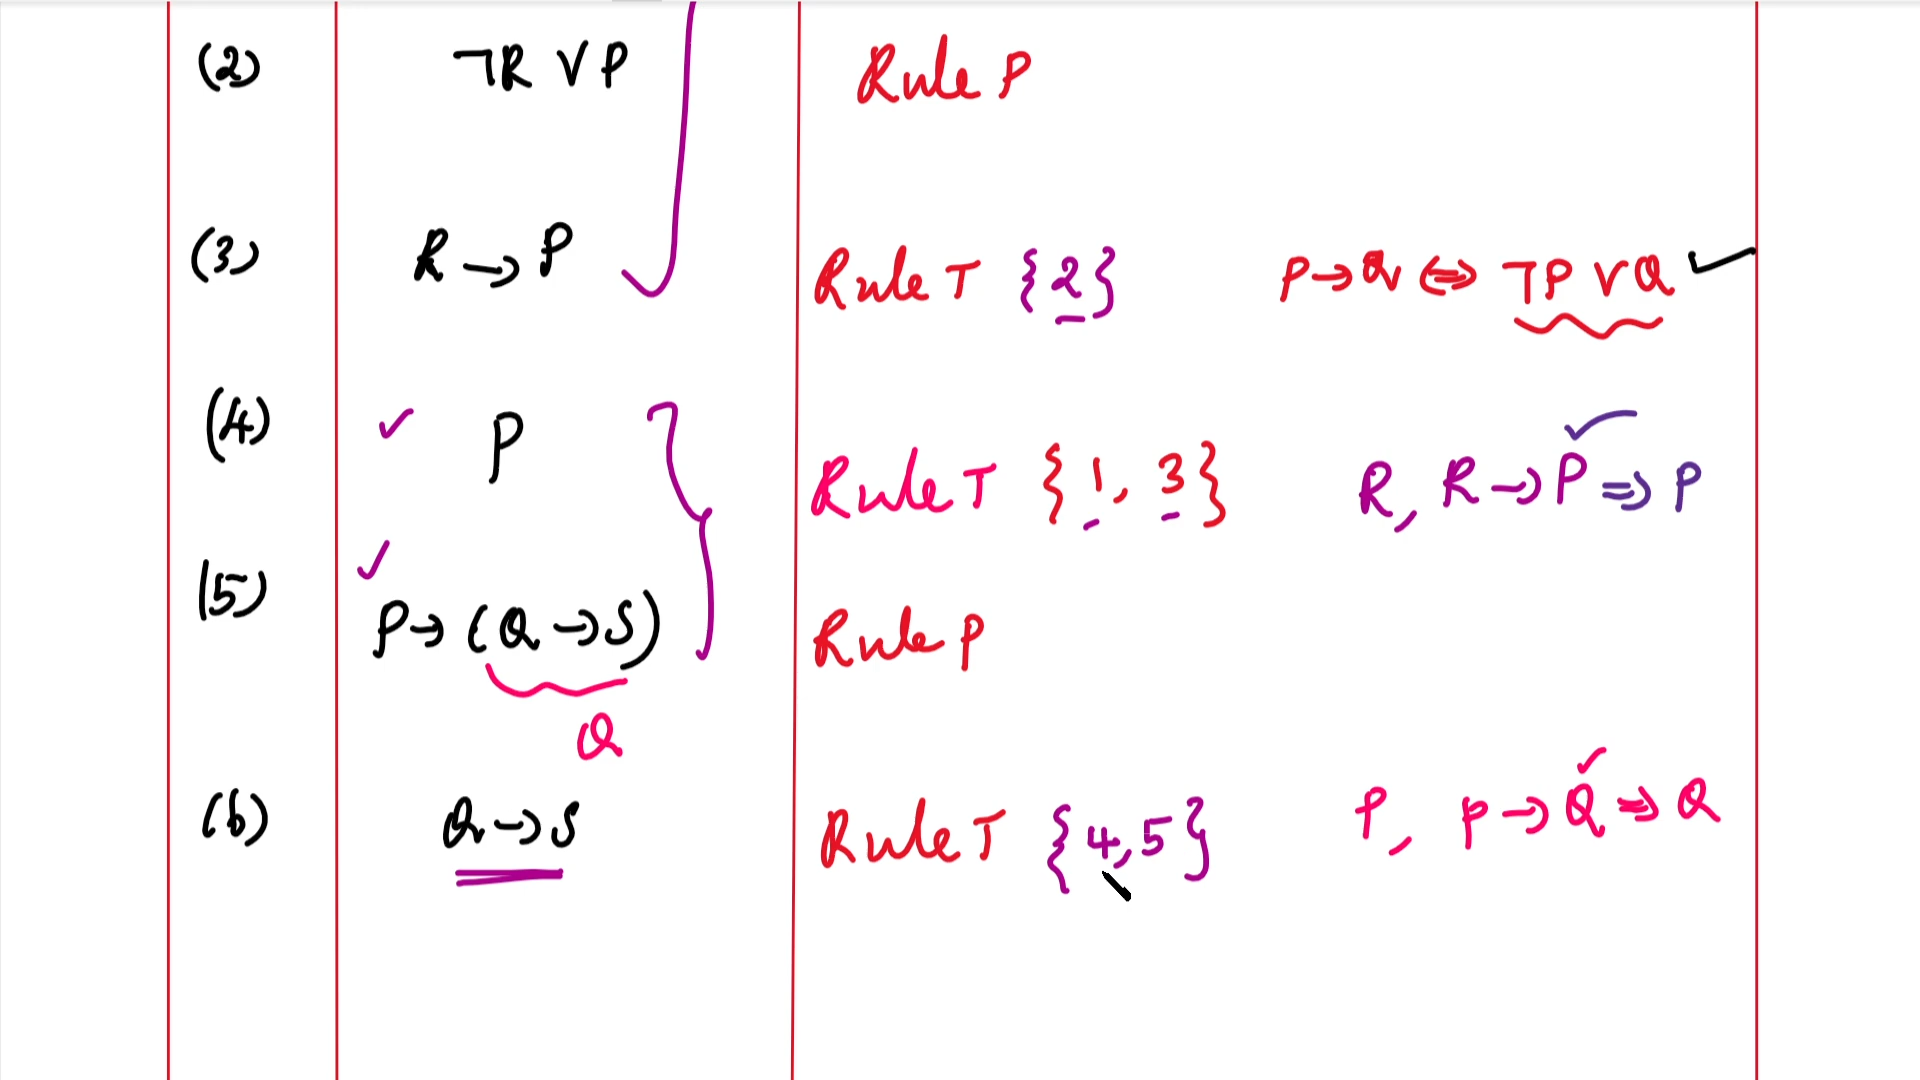 (2) ¬R ∨ P Rule P
(3) R → P Rule T {2} P → Q ⇔ ¬P ∨ Q
(4) P Rule T {1, 3} R, R → P ⇒ P
(5) P → (Q → S) Rule P
Q
(6) Q → S Rule T {4, 5} P, P → Q ⇒ Q